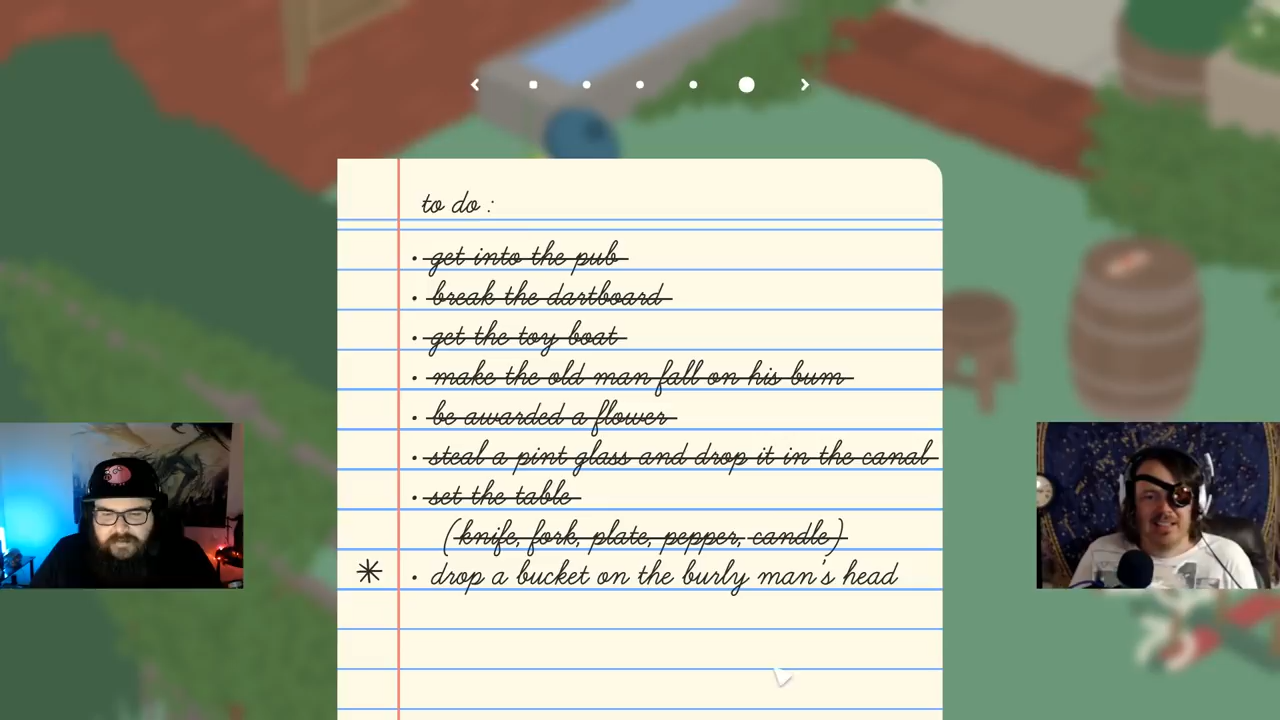 to do :
• get into the pub
• break the dartboard
• get the toy boat
• make the old man fall on his bum
• be awarded a flower
• steal a pint glass and drop it in the canal
• set the table
(knife, fork, plate, pepper, candle)
* • drop a bucket on the burly man's head